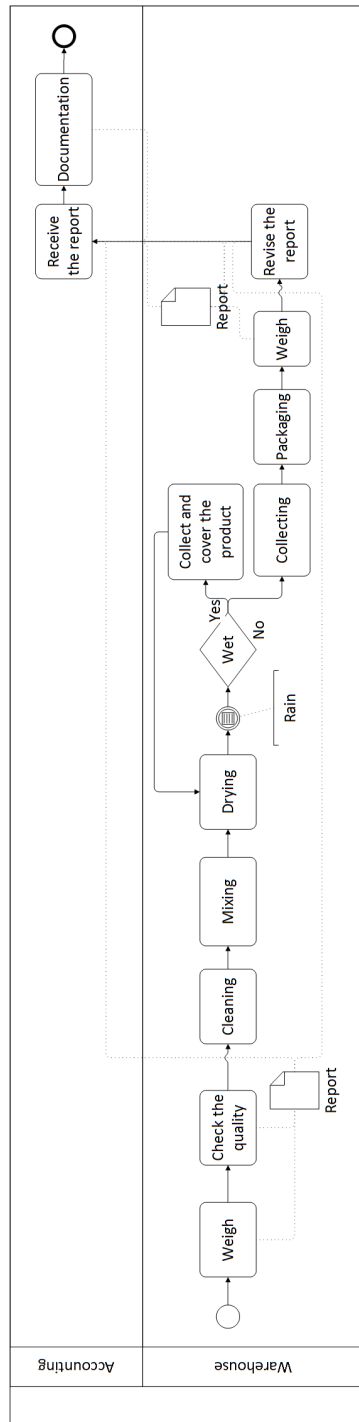 Accounting
Receive
the report
Documentation
Warehouse
Weigh
Check the
quality
Report
Cleaning
Mixing
Drying
Rain
Wet
Yes
No
Collect and
cover the
product
Collecting
Packaging
Weigh
Report
Revise the
report